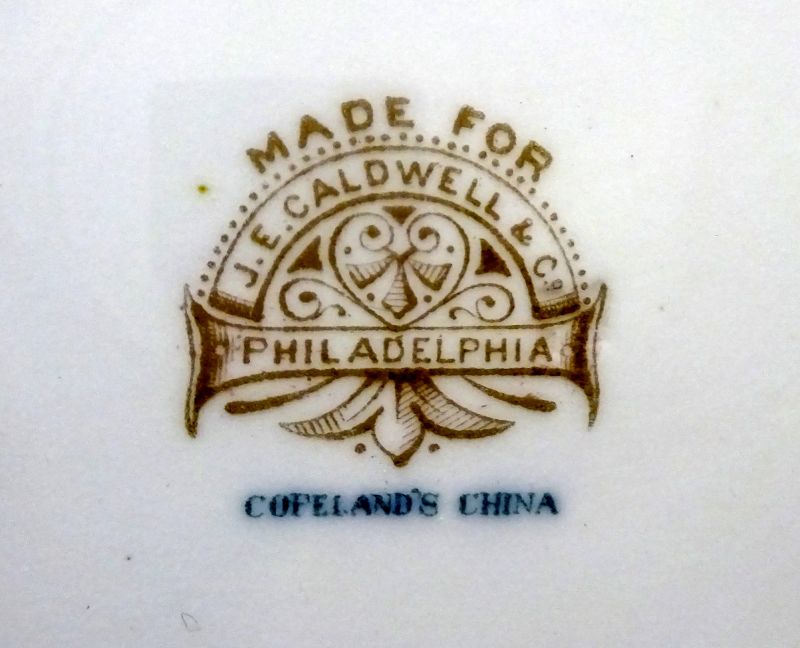 MADE FOR
J.E. CALDWELL & Co.
PHILADELPHIA
COPELAND'S CHINA